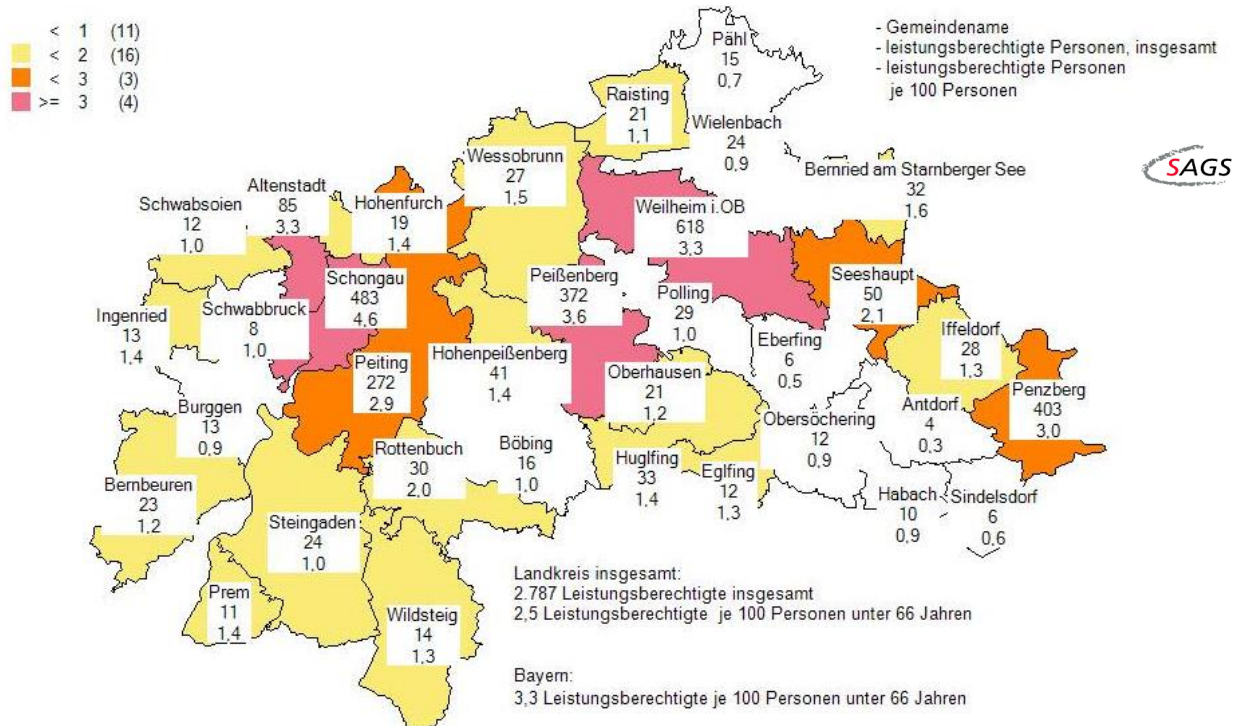 < 1 (11)
< 2 (16)
< 3 (3)
>= 3 (4)
- Gemeindename
- leistungsberechtigte Personen, insgesamt
- leistungsberechtigte Personen
je 100 Personen
SAGS
Pähl
15
0,7
Raisting
21
1,1
Wielenbach
24
0,9
Wessobrunn
27
1,5
Bernried am Starnberger See
32
1,6
Altenstadt
85
3,3
Schwabsoien
12
1,0
Hohenfurch
19
1,4
Weilheim i.OB
618
3,3
Schongau
483
4,6
Peißenberg
372
3,6
Seeshaupt
50
2,1
Polling
29
1,0
Schwabbruck
8
1,0
Ingenried
13
1,4
Eberfing
6
0,5
Iffeldorf
28
1,3
Hohenpeißenberg
41
1,4
Peiting
272
2,9
Oberhausen
21
1,2
Penzberg
403
3,0
Antdorf
4
0,3
Burggen
13
0,9
Obersöchering
12
0,9
Rottenbuch
30
2,0
Böbing
16
1,0
Huglfing
33
1,4
Eglfing
12
1,3
Bernbeuren
23
1,2
Habach
10
0,9
Sindelsdorf
6
0,6
Steingaden
24
1,0
Prem
11
1,4
Wildsteig
14
1,3
Landkreis insgesamt:
2.787 Leistungsberechtigte insgesamt
2,5 Leistungsberechtigte je 100 Personen unter 66 Jahren
Bayern:
3,3 Leistungsberechtigte je 100 Personen unter 66 Jahren